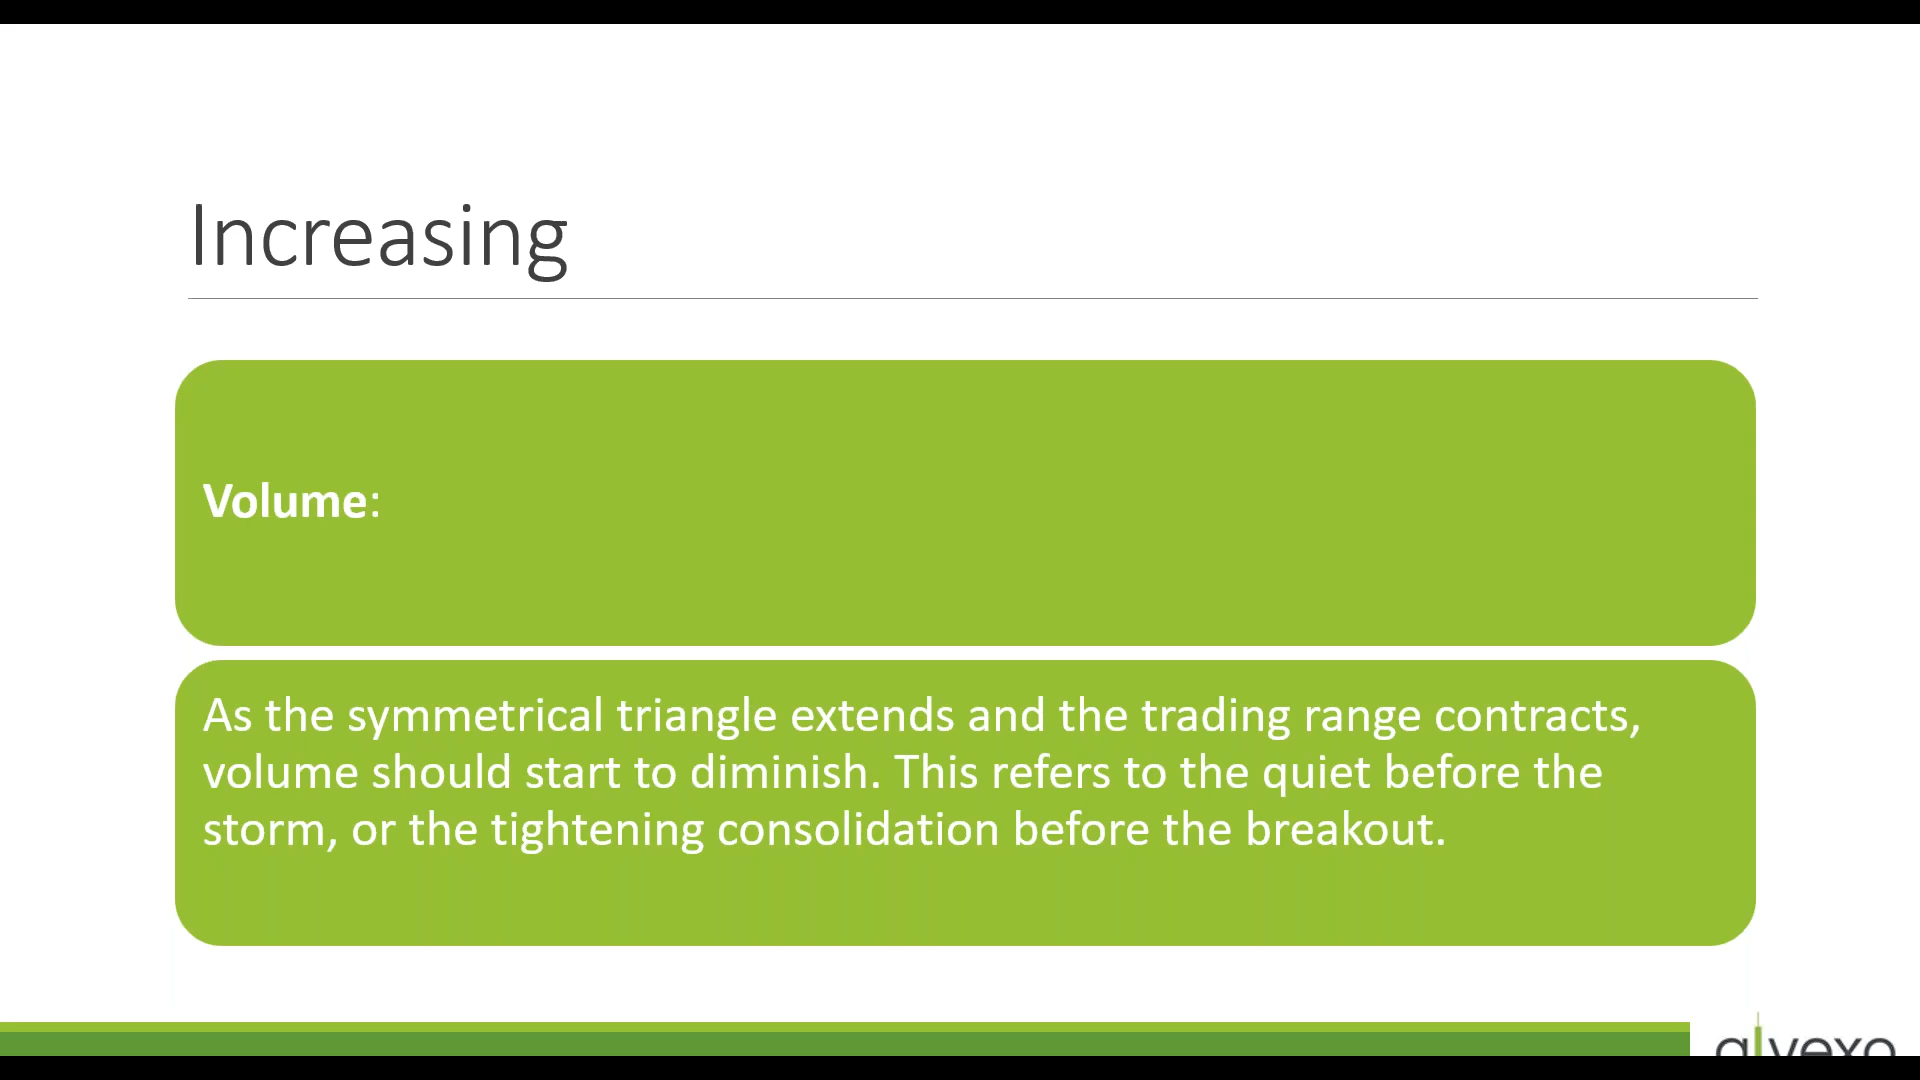 Increasing
Volume:
As the symmetrical triangle extends and the trading range contracts,
volume should start to diminish. This refers to the quiet before the
storm, or the tightening consolidation before the breakout.
alvexo